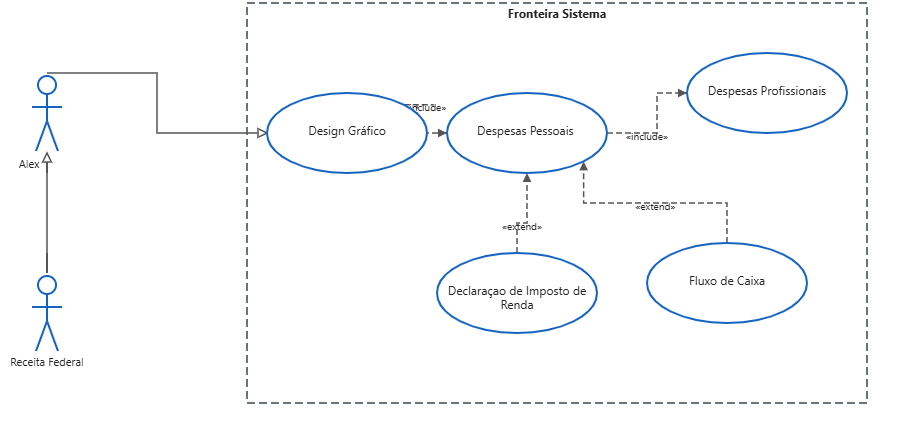 Fronteira Sistema
Despesas Profissionais
«include»
Design Gráfico
Despesas Pessoais
«include»
Alex
«extend»
«extend»
Fluxo de Caixa
Declaraçao de Imposto de
Renda
Receita Federal